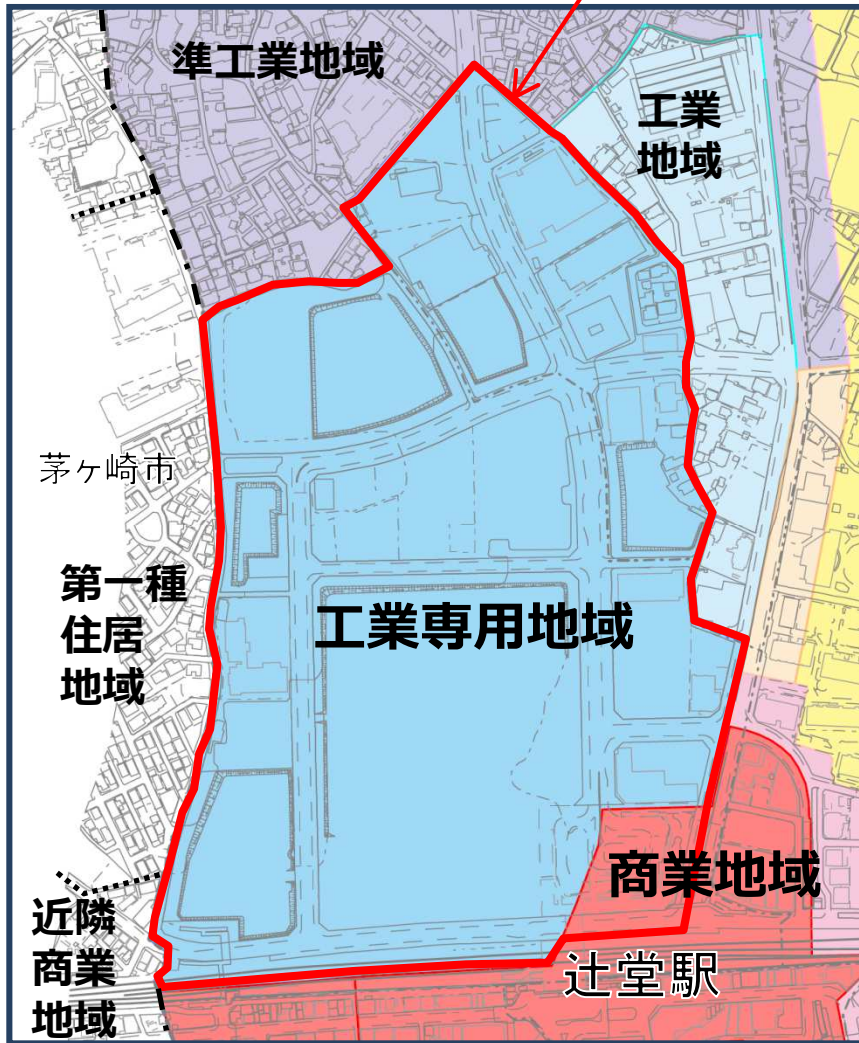 準工業地域
工業
地域
茅ヶ崎市
第一種
住居
地域
工業専用地域
商業地域
近隣
商業
地域
辻堂駅